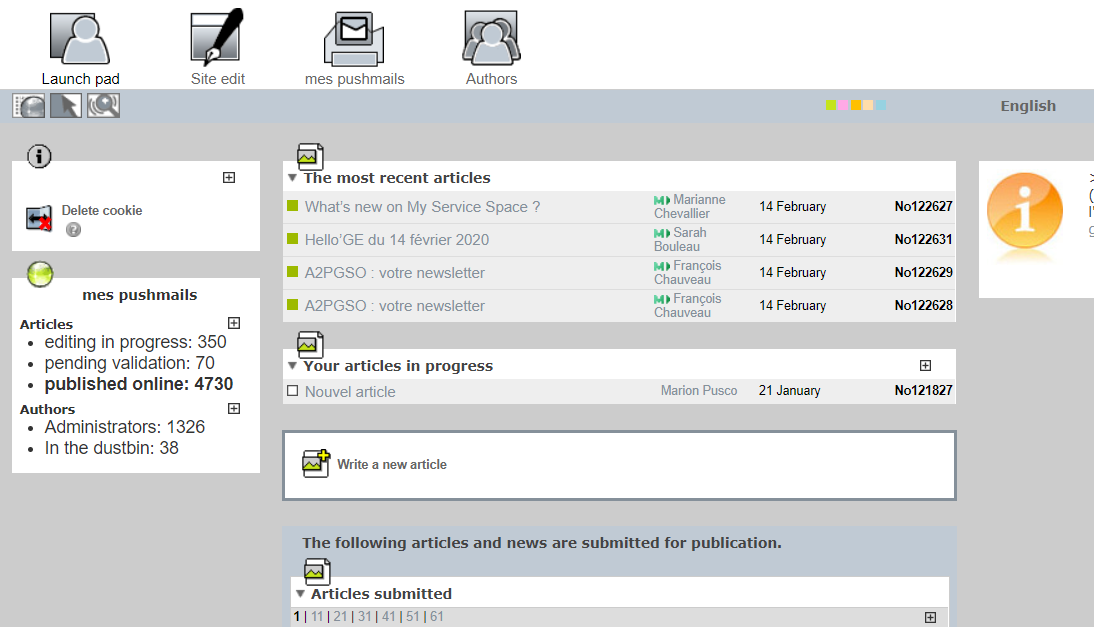 Launch pad
Site edit
mes pushmails
Authors
English
Delete cookie
mes pushmails
Articles
editing in progress: 350
pending validation: 70
published online: 4730
Authors
Administrators: 1326
In the dustbin: 38
The most recent articles
What's new on My Service Space ? Marianne Chevallier 14 February No122627
Hello'GE du 14 février 2020 Sarah Bouleau 14 February No122631
A2PGSO : votre newsletter François Chauveau 14 February No122629
A2PGSO : votre newsletter François Chauveau 14 February No122628
Your articles in progress
Nouvel article Marion Pusco 21 January No121827
Write a new article
The following articles and news are submitted for publication.
Articles submitted
1 | 11 | 21 | 31 | 41 | 51 | 61